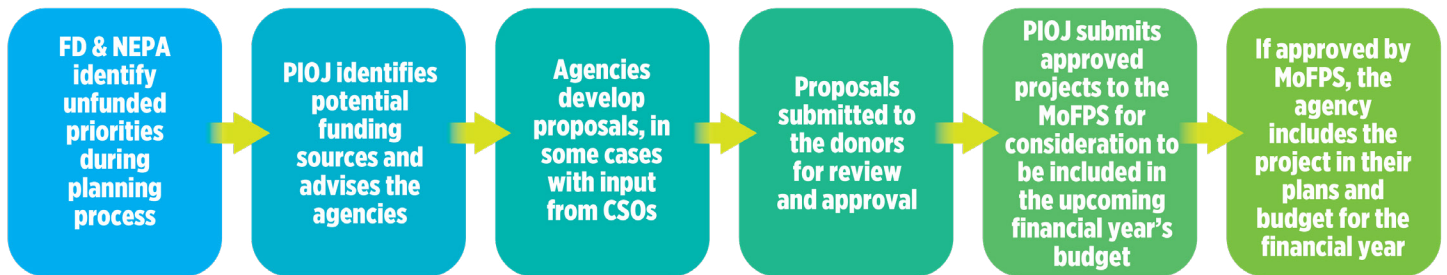 FD & NEPA
identify
unfunded
priorities
during
planning
process
PIOJ identifies
potential
funding
sources and
advises the
agencies
Agencies
develop
proposals, in
some cases
with input
from CSOs
Proposals
submitted to
the donors
for review
and approval
PIOJ submits
approved
projects to the
MoFPS for
consideration to
be included in
the upcoming
financial year's
budget
If approved by
MoFPS, the
agency
includes the
project in their
plans and
budget for the
financial year